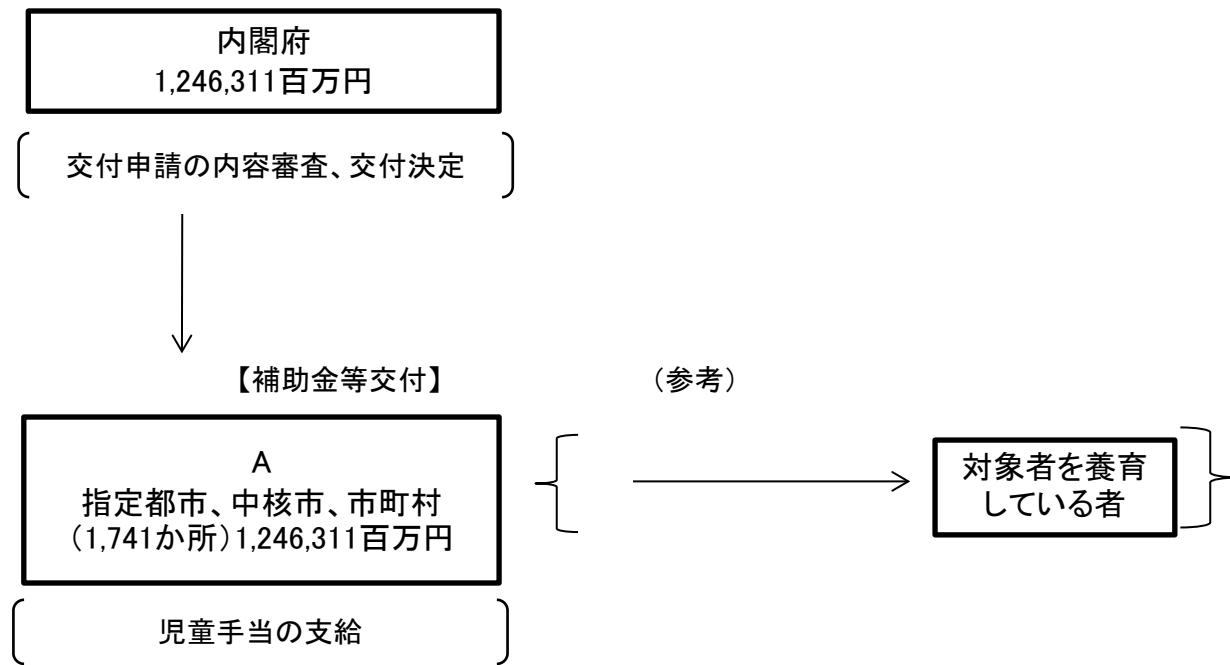 内閣府
1,246,311百万円
交付申請の内容審査、交付決定
【補助金等交付】
（参考）
A
指定都市、中核市、市町村
（1,741か所）1,246,311百万円
対象者を養育
している者
児童手当の支給